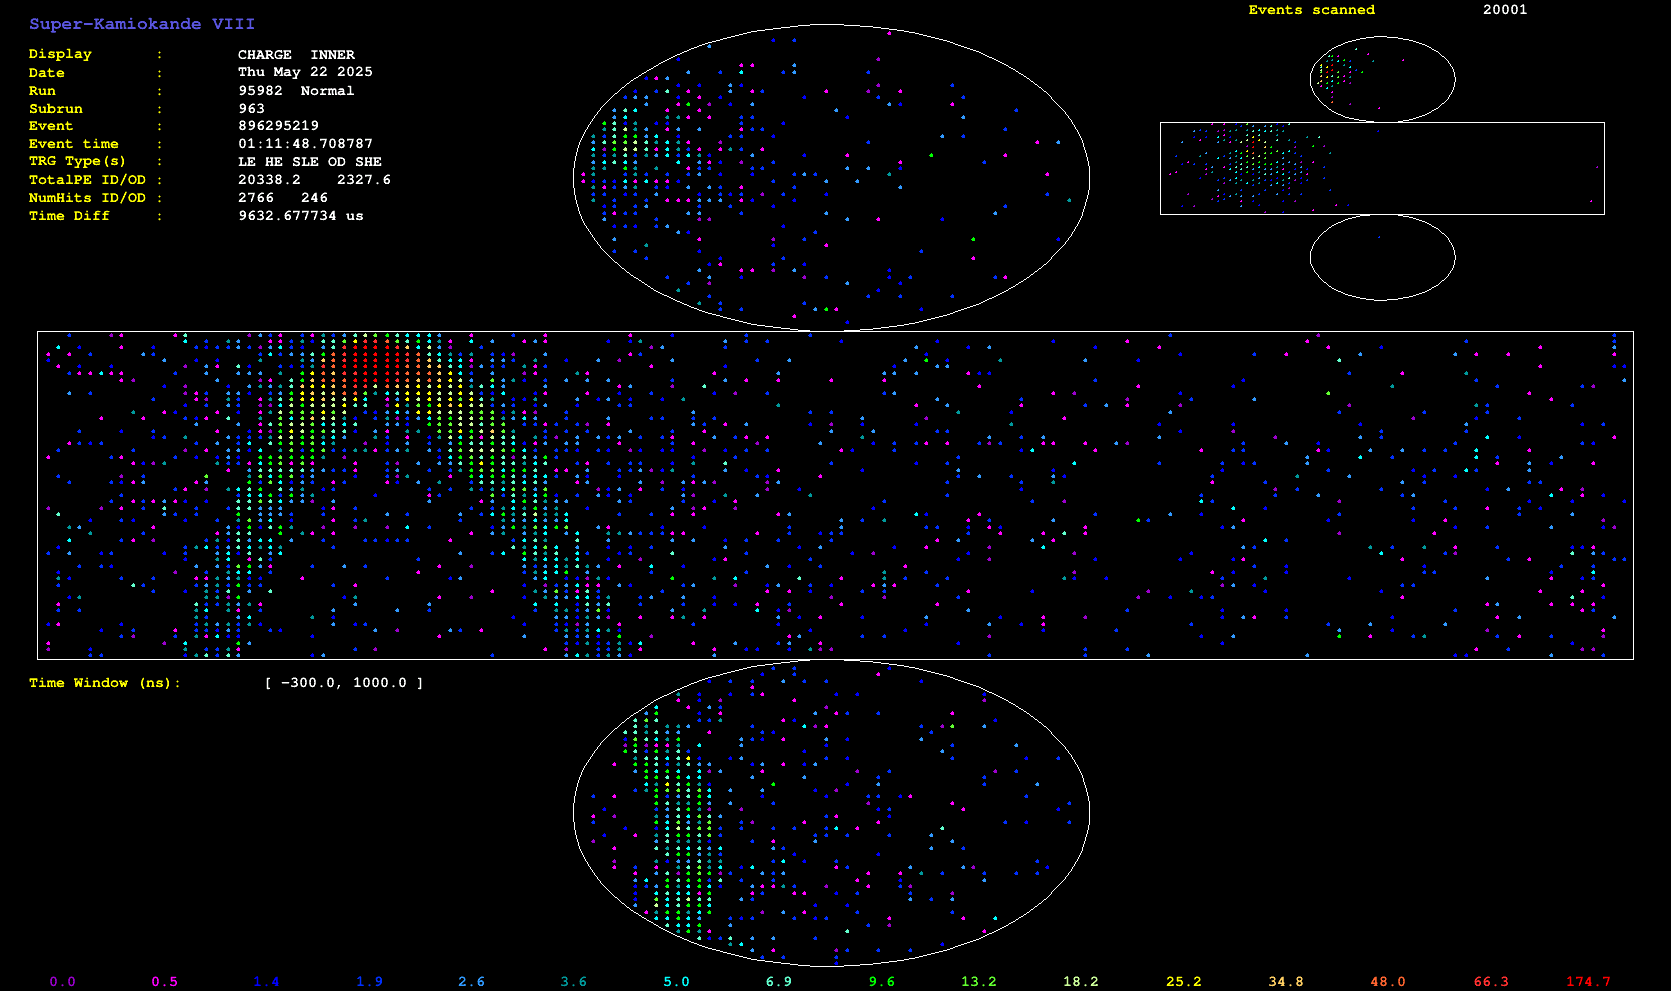 Super-Kamiokande VIII
Events scanned 20001
Display : CHARGE INNER
Date : Thu May 22 2025
Run : 95982 Normal
Subrun : 963
Event : 896295219
Event time : 01:11:48.708787
TRG Type(s) : LE HE SLE OD SHE
TotalPE ID/OD : 20338.2 2327.6
NumHits ID/OD : 2766 246
Time Diff : 9632.677734 us
Time Window (ns): [ -300.0, 1000.0 ]
0.0 0.5 1.4 1.9 2.6 3.6 5.0 6.9 9.6 13.2 18.2 25.2 34.8 48.0 66.3 174.7